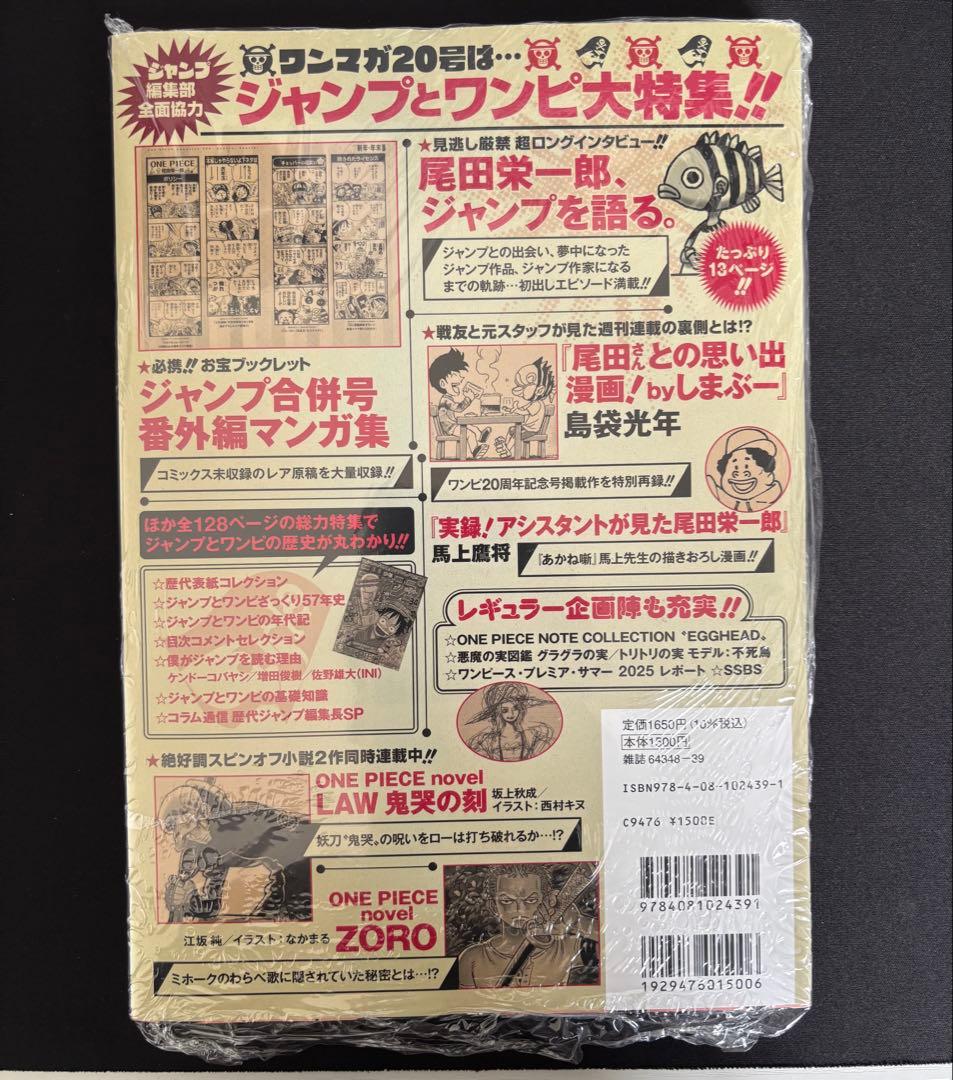 ジャンプ
編集部
全面協力
ワンマガ20号は…
ジャンプとワンピ大特集!!
ONE PIECE
ポリシー
★見逃し厳禁 超ロングインタビュー!!
尾田栄一郎、
ジャンプを語る。
ジャンプとの出会い、夢中になった
ジャンプ作品、ジャンプ作家になる
までの軌跡…初出しエピソード満載!!
たっぷり
13ページ
!!
★必携!! お宝ブックレット
ジャンプ合併号
番外編マンガ集
コミックス未収録のレア原稿を大量収録!!
★戦友と元スタッフが見た週刊連載の裏側とは!?
『尾田さんとの思い出
漫画!byしまぶー』
島袋光年
ワンピ20周年記念号掲載作を特別再録!!
『実録!アシスタントが見た尾田栄一郎』
馬上鷹将
『あかね噺』馬上先生の描きおろし漫画!!
ほか全128ページの総力特集で
ジャンプとワンピの歴史が丸わかり!!
☆歴代表紙コレクション
☆ジャンプとワンピざっくり57年史
☆ジャンプとワンピの年代記
☆目次コメントセレクション
☆僕がジャンプを読む理由
ケンドーコバヤシ/増田俊樹/佐野雄大(INI)
☆ジャンプとワンピの基礎知識
☆コラム通信 歴代ジャンプ編集長SP
レギュラー企画陣も充実!!
☆ONE PIECE NOTE COLLECTION〝EGGHEAD〟
☆悪魔の実図鑑 グラグラの実/トリトリの実 モデル:不死鳥
☆ワンピース・プレミア・サマー 2025 レポート ☆SSBS
★絶好調スピンオフ小説2作同時連載中!!
ONE PIECE novel
LAW 鬼哭の刻
坂上秋成/
イラスト:西村キヌ
妖刀〝鬼哭〟の呪いをローは打ち破れるか…!?
ONE PIECE
novel
ZORO
江坂 純/イラスト:なかまる
ミホークのわらべ歌に隠されていた秘密とは…!?
定価1650円(10%税込)
本体1500円
雑誌 64348-39
ISBN978-4-08-102439-1
C9476 ¥1500E
9784081024391
1929476015006